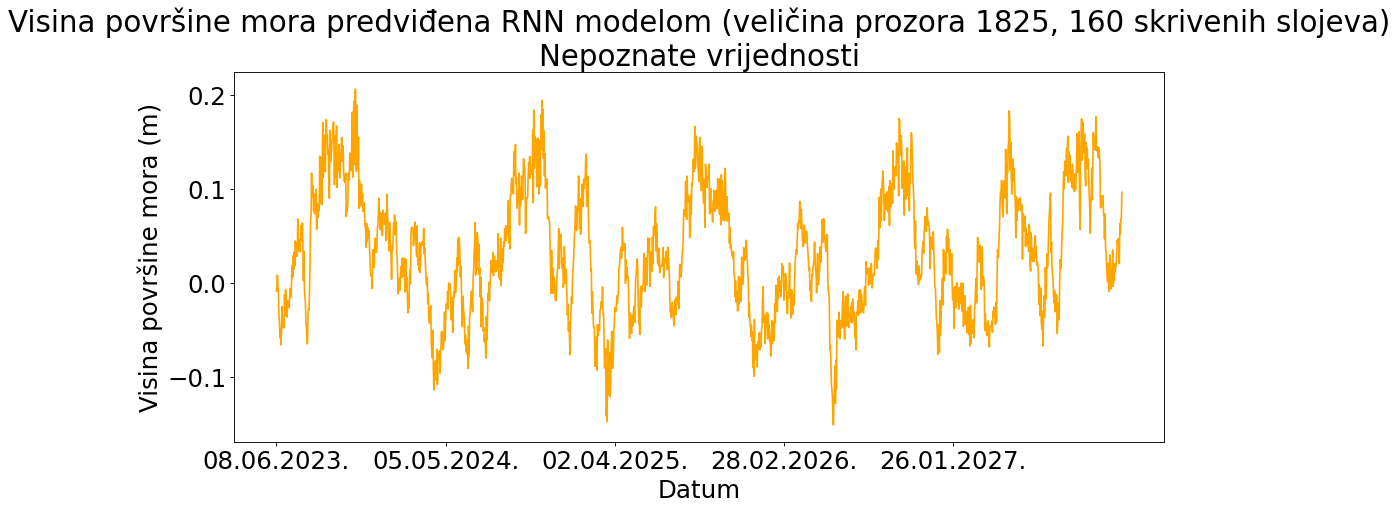 Visina površine mora predviđena RNN modelom (veličina prozora 1825, 160 skrivenih slojeva)
Nepoznate vrijednosti
Visina površine mora (m)
0.2
0.1
0.0
−0.1
08.06.2023. 05.05.2024. 02.04.2025. 28.02.2026. 26.01.2027.
Datum